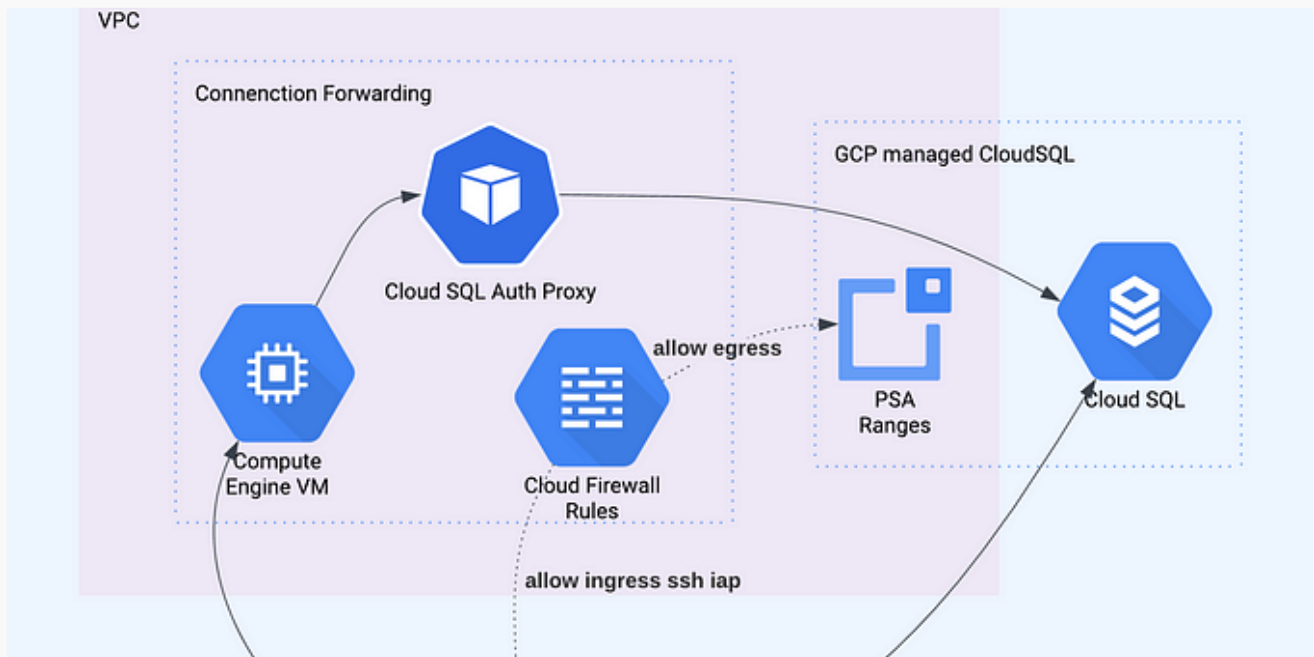 VPC
Connenction Forwarding
GCP managed CloudSQL
Cloud SQL Auth Proxy
allow egress
PSA
Ranges
Cloud SQL
Compute
Engine VM
Cloud Firewall
Rules
allow ingress ssh iap